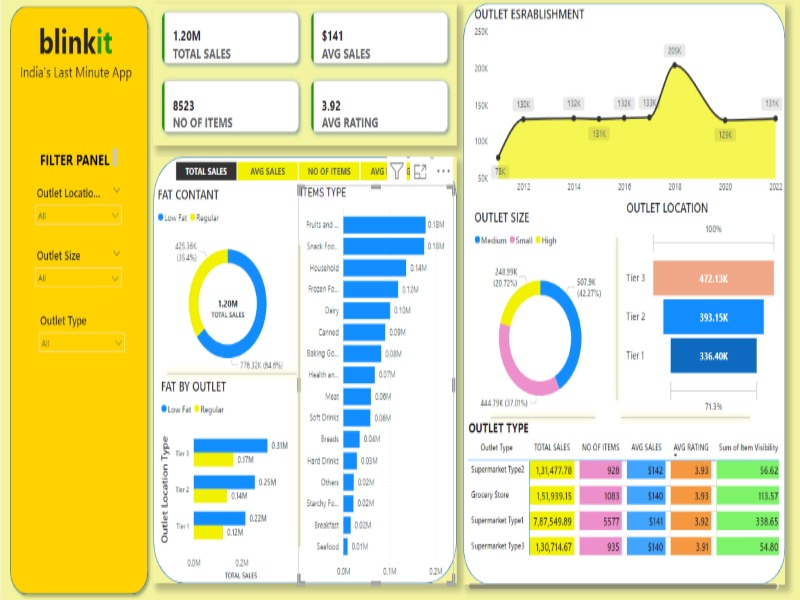 blinkit
India's Last Minute App
FILTER PANEL
Outlet Locatio...
All
Outlet Size
All
Outlet Type
All
1.20M
TOTAL SALES
$141
AVG SALES
8523
NO OF ITEMS
3.92
AVG RATING
TOTAL SALES
AVG SALES
NO OF ITEMS
AVG
G
FAT CONTANT
Low Fat Regular
425.36K
(35.4%)
1.20M
TOTAL SALES
776.32K (64.6%)
FAT BY OUTLET
Low Fat Regular
Outlet Location Type
Tier 3
0.31M
0.17M
Tier 2
0.25M
0.14M
Tier 1
0.22M
0.12M
0.0M 0.2M
TOTAL SALES
ITEMS TYPE
Fruits and ... 0.18M
Snack Foo... 0.18M
Household 0.14M
Frozen Fo... 0.12M
Dairy 0.10M
Canned 0.09M
Baking Go... 0.08M
Health an... 0.07M
Meat 0.06M
Soft Drinks 0.06M
Breads 0.04M
Hard Drinks 0.03M
Others 0.02M
Starchy Fo... 0.02M
Breakfast 0.02M
Seafood 0.01M
0.0M 0.1M 0.2M
OUTLET ESRABLISHMENT
250K
200K
150K
100K
50K
78K
130K
132K
131K
132K
133K
205K
129K
131K
2012 2014 2016 2018 2020 2022
OUTLET SIZE
Medium Small High
248.99K
(20.72%)
507.9K
(42.27%)
444.79K (37.01%)
OUTLET LOCATION
100%
Tier 3 472.13K
Tier 2 393.15K
Tier 1 336.40K
71.3%
OUTLET TYPE
Outlet Type TOTAL SALES NO OF ITEMS AVG SALES AVG RATING Sum of Item Visibility
Supermarket Type2 1,31,477.78 928 $142 3.93 56.62
Grocery Store 1,51,939.15 1083 $140 3.93 113.57
Supermarket Type1 7,87,549.89 5577 $141 3.92 338.65
Supermarket Type3 1,30,714.67 935 $140 3.91 54.80